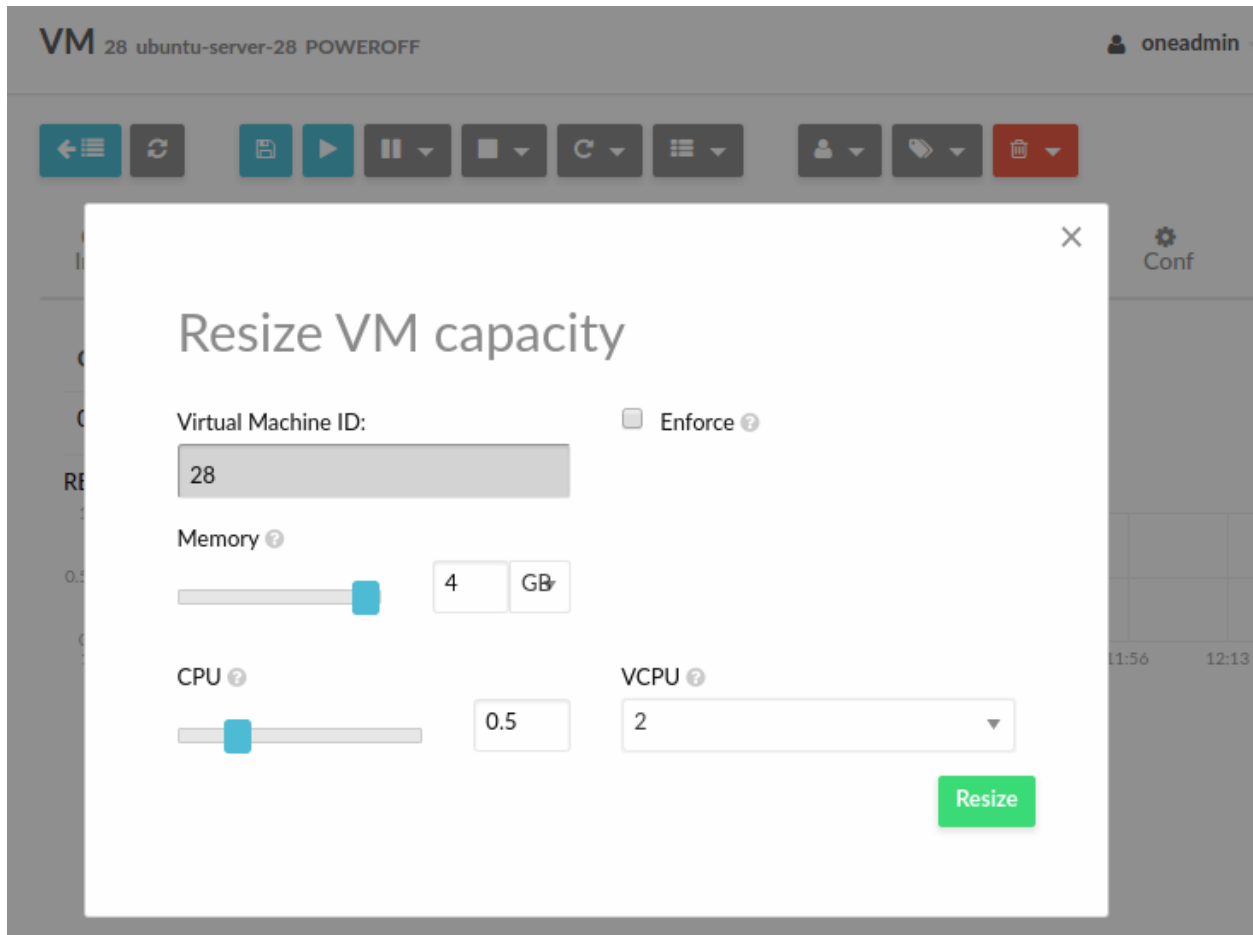 VM 28 ubuntu-server-28 POWEROFF
oneadmin
Conf
Resize VM capacity
Virtual Machine ID:
Enforce
28
Memory
4 GB
CPU
VCPU
0.5
2
Resize
11:56 12:13